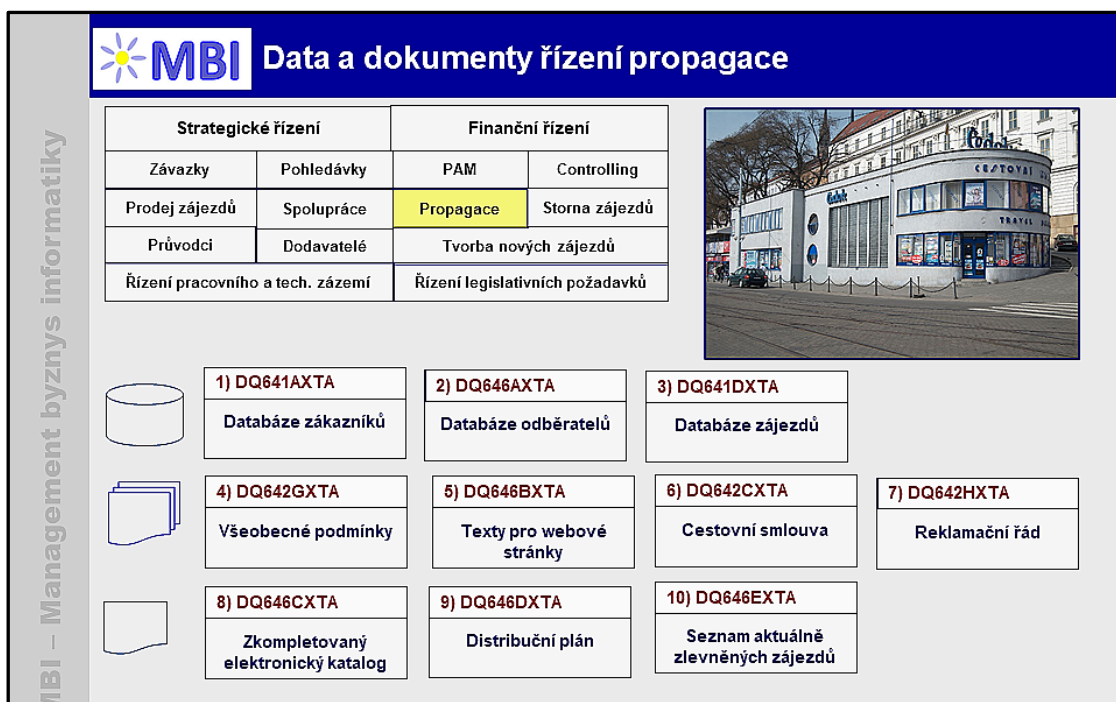 MBI Data a dokumenty řízení propagace
MBI – Management byznys informatiky
Strategické řízení
Finanční řízení
Závazky
Pohledávky
PAM
Controlling
Prodej zájezdů
Spolupráce
Propagace
Storna zájezdů
Průvodci
Dodavatelé
Tvorba nových zájezdů
Řízení pracovního a tech. zázemí
Řízení legislativních požadavků
Čedok
CESTOVNÍ
Čedok
TRAVEL
1) DQ641AXTA
Databáze zákazníků
2) DQ646AXTA
Databáze odběratelů
3) DQ641DXTA
Databáze zájezdů
4) DQ642GXTA
Všeobecné podmínky
5) DQ646BXTA
Texty pro webové
stránky
6) DQ642CXTA
Cestovní smlouva
7) DQ642HXTA
Reklamační řád
8) DQ646CXTA
Zkompletovaný
elektronický katalog
9) DQ646DXTA
Distribuční plán
10) DQ646EXTA
Seznam aktuálně
zlevněných zájezdů